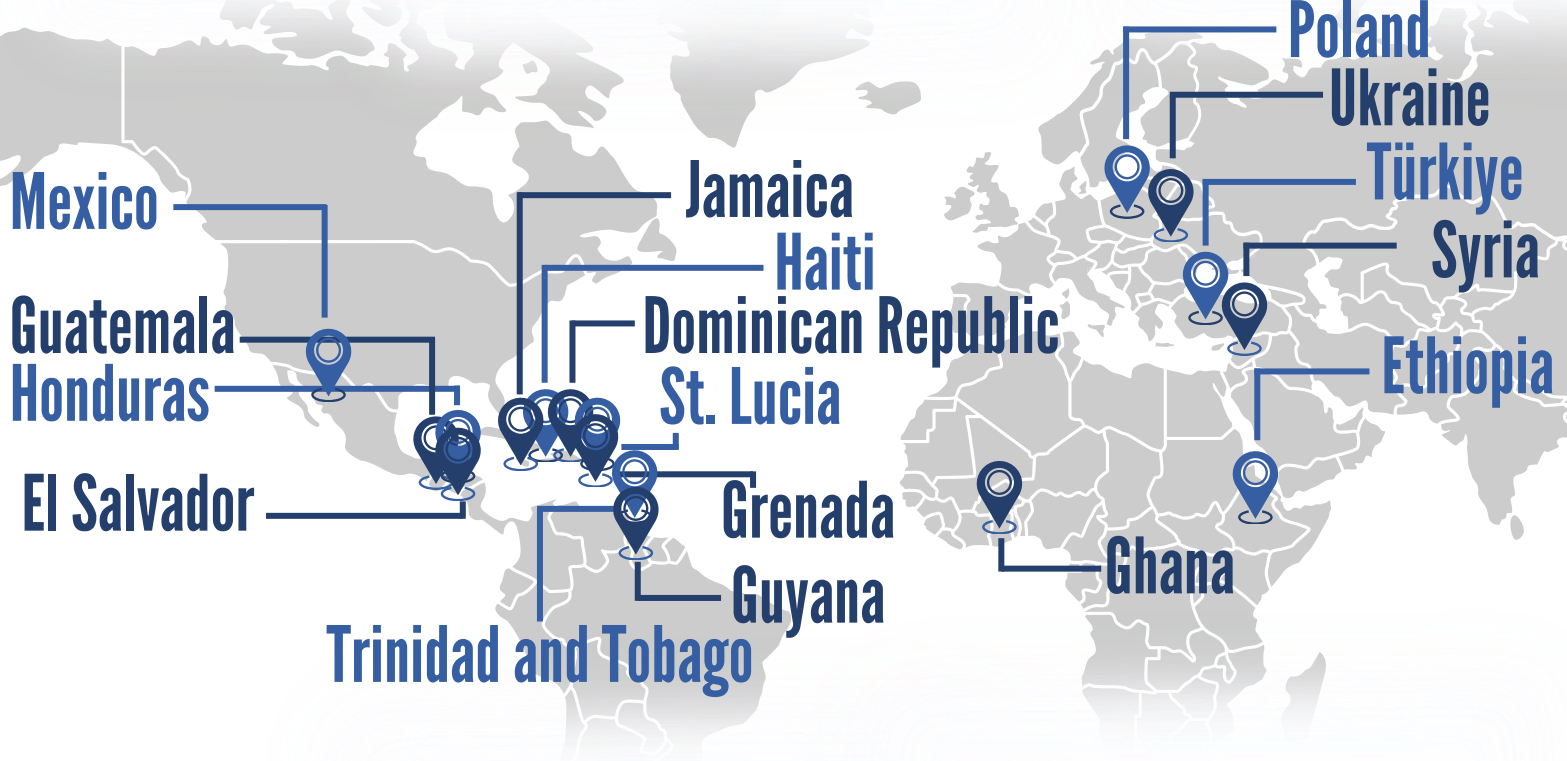 Poland
Ukraine
Türkiye
Jamaica
Mexico
Haiti
Syria
Guatemala
Dominican Republic
Honduras
St. Lucia
Ethiopia
El Salvador
Grenada
Ghana
Guyana
Trinidad and Tobago